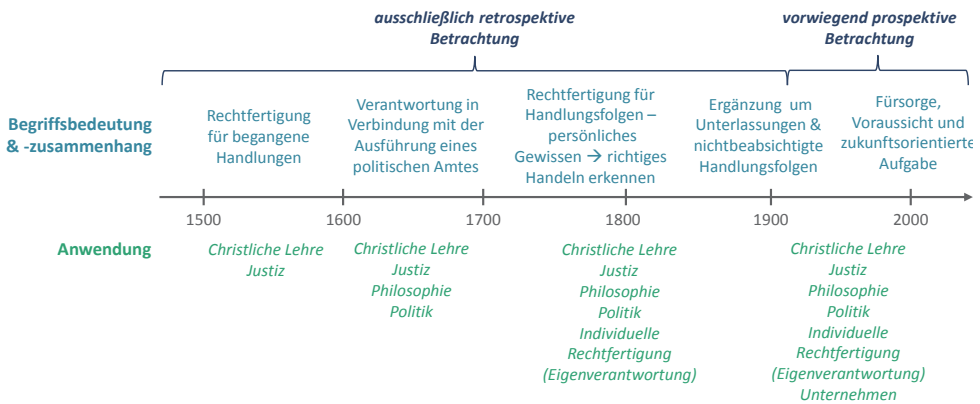 ausschließlich retrospektive
Betrachtung
vorwiegend prospektive
Betrachtung
Begriffsbedeutung
& -zusammenhang
Rechtfertigung
für begangene
Handlungen
Verantwortung in
Verbindung mit der
Ausführung eines
politischen Amtes
Rechtfertigung für
Handlungsfolgen –
persönliches
Gewissen → richtiges
Handeln erkennen
Ergänzung um
Unterlassungen &
nichtbeabsichtigte
Handlungsfolgen
Fürsorge,
Voraussicht und
zukunftsorientierte
Aufgabe
1500
1600
1700
1800
1900
2000
Anwendung
Christliche Lehre
Justiz
Christliche Lehre
Justiz
Philosophie
Politik
Christliche Lehre
Justiz
Philosophie
Politik
Individuelle
Rechtfertigung
(Eigenverantwortung)
Christliche Lehre
Justiz
Philosophie
Politik
Individuelle
Rechtfertigung
(Eigenverantwortung)
Unternehmen